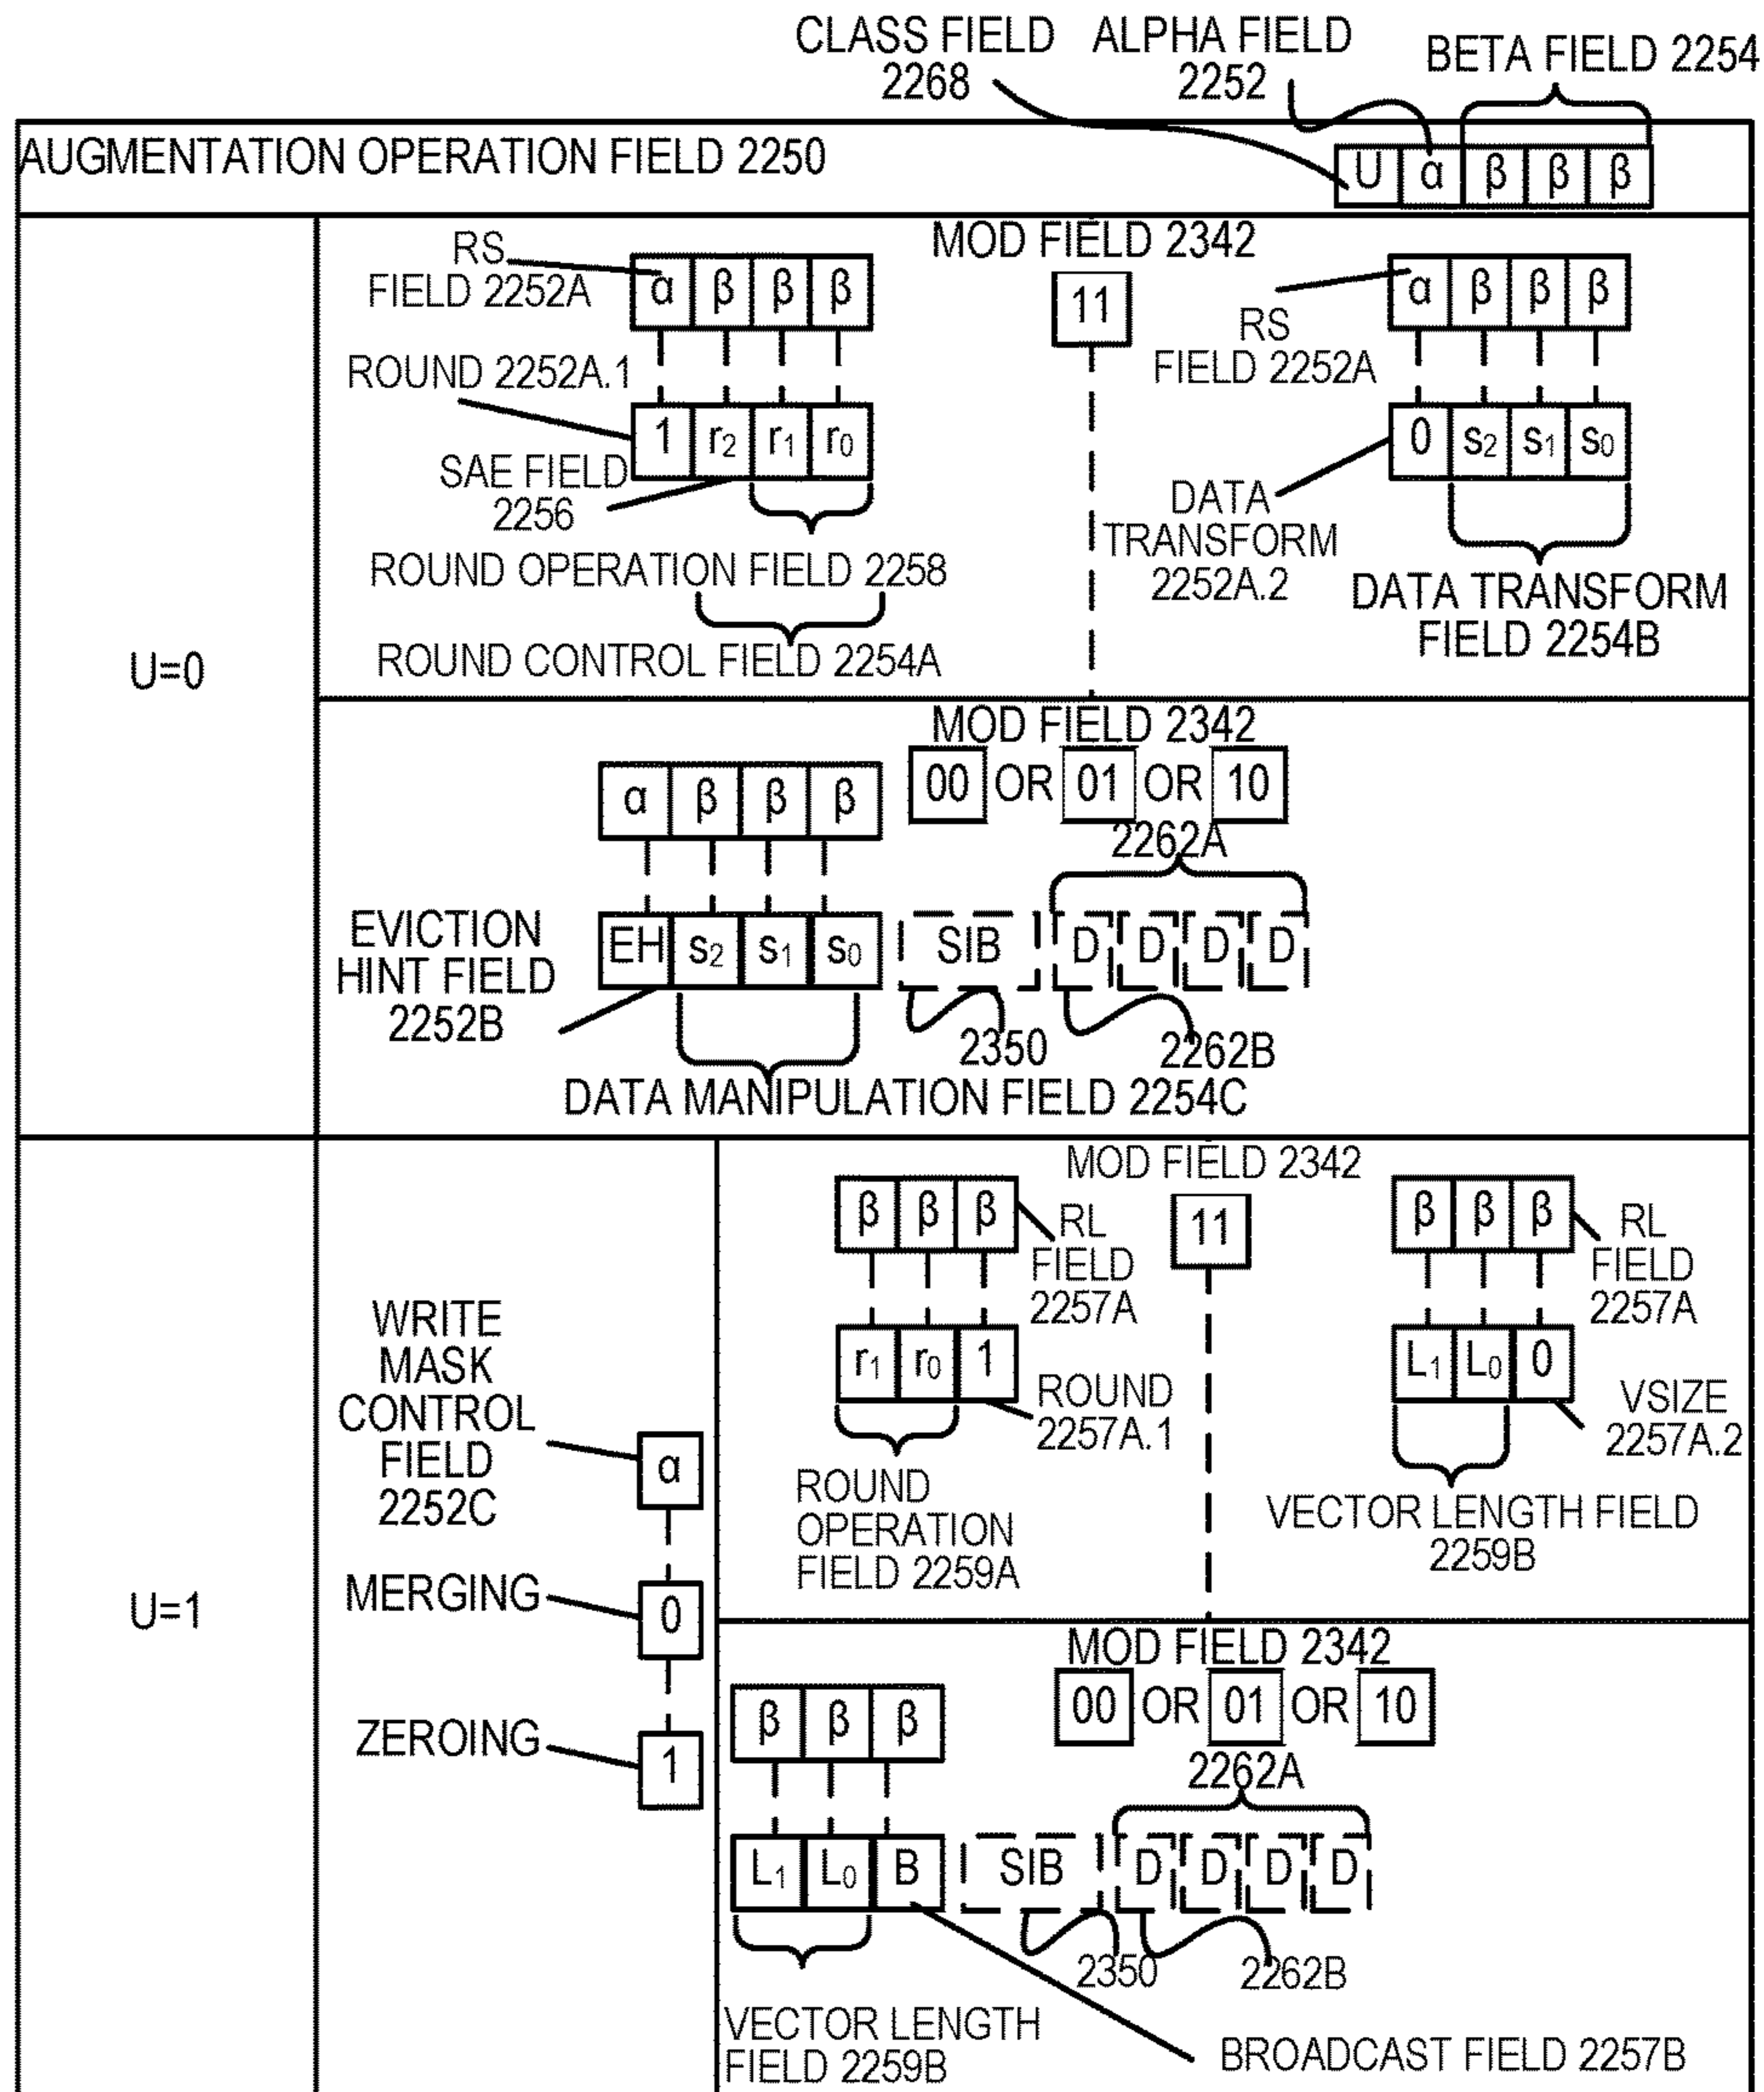 CLASS FIELD
2268
ALPHA FIELD
2252
BETA FIELD 2254
AUGMENTATION OPERATION FIELD 2250
U α β β β
U=0
MOD FIELD 2342
11
RS
FIELD 2252A
α β β β
ROUND 2252A.1
1 r2 r1 r0
SAE FIELD
2256
ROUND OPERATION FIELD 2258
ROUND CONTROL FIELD 2254A
α β β β
RS
FIELD 2252A
0 s2 s1 s0
DATA
TRANSFORM
2252A.2
DATA TRANSFORM
FIELD 2254B
MOD FIELD 2342
00 OR 01 OR 10
α β β β
2262A
EVICTION
HINT FIELD
2252B
EH s2 s1 s0 SIB D D D D
2350
2262B
DATA MANIPULATION FIELD 2254C
U=1
WRITE
MASK
CONTROL
FIELD
2252C
α
MERGING
0
ZEROING
1
MOD FIELD 2342
11
β β β
RL
FIELD
2257A
r1 r0 1
ROUND
2257A.1
ROUND
OPERATION
FIELD 2259A
β β β
RL
FIELD
2257A
L1 L0 0
VSIZE
2257A.2
VECTOR LENGTH FIELD
2259B
MOD FIELD 2342
00 OR 01 OR 10
β β β
2262A
L1 L0 B SIB D D D D
2350
2262B
VECTOR LENGTH
FIELD 2259B
BROADCAST FIELD 2257B